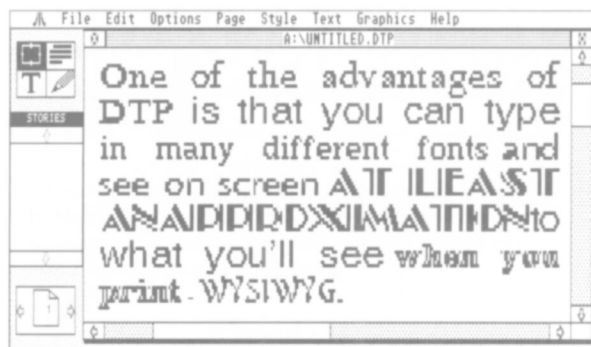 File Edit Options Page Style Text Graphics Help
A:\UNTITLED.DTP
STORIES
One of the advantages of
DTP is that you can type
in many different fonts and
see on screen AT LEAST
AN APPROXIMATION to
what you'll see when you
print. WYSIWYG.
1